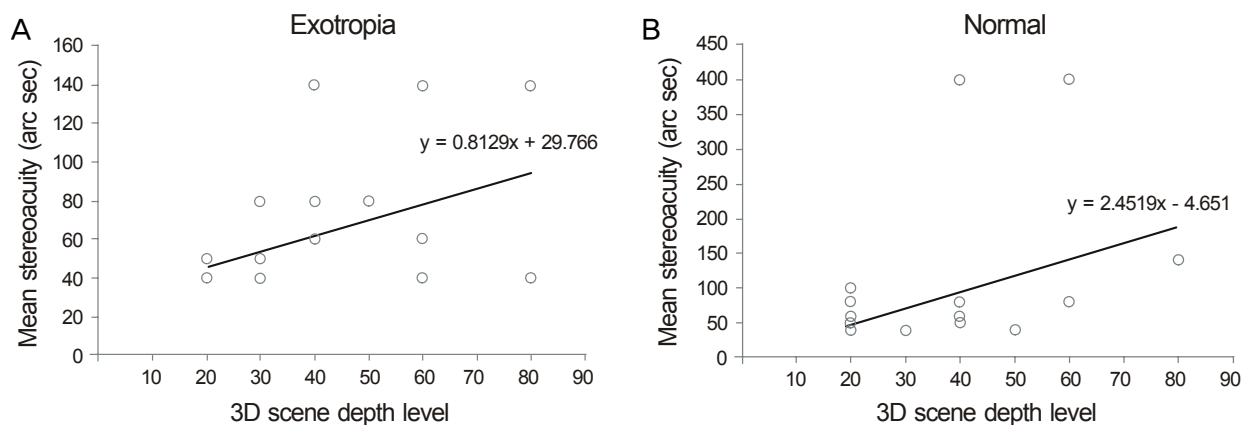 A
Exotropia
Mean stereoacuity (arc sec)
160
140
120
100
80
60
40
20
0
y = 0.8129x + 29.766
10 20 30 40 50 60 70 80 90
3D scene depth level
B
Normal
Mean stereoacuity (arc sec)
450
400
350
300
250
200
150
100
50
0
y = 2.4519x - 4.651
10 20 30 40 50 60 70 80 90
3D scene depth level